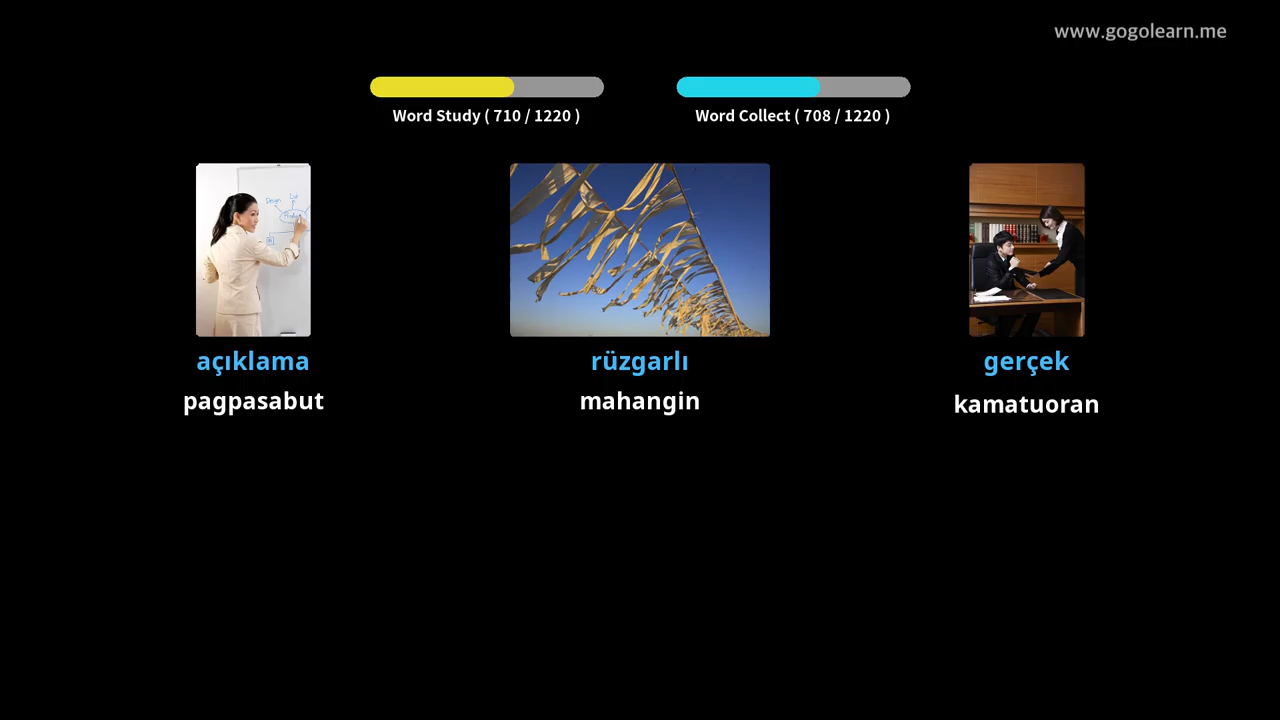 www.gogolearn.me
Word Study ( 710 / 1220 )
Word Collect ( 708 / 1220 )
açıklama
pagpasabut
rüzgarlı
mahangin
gerçek
kamatuoran